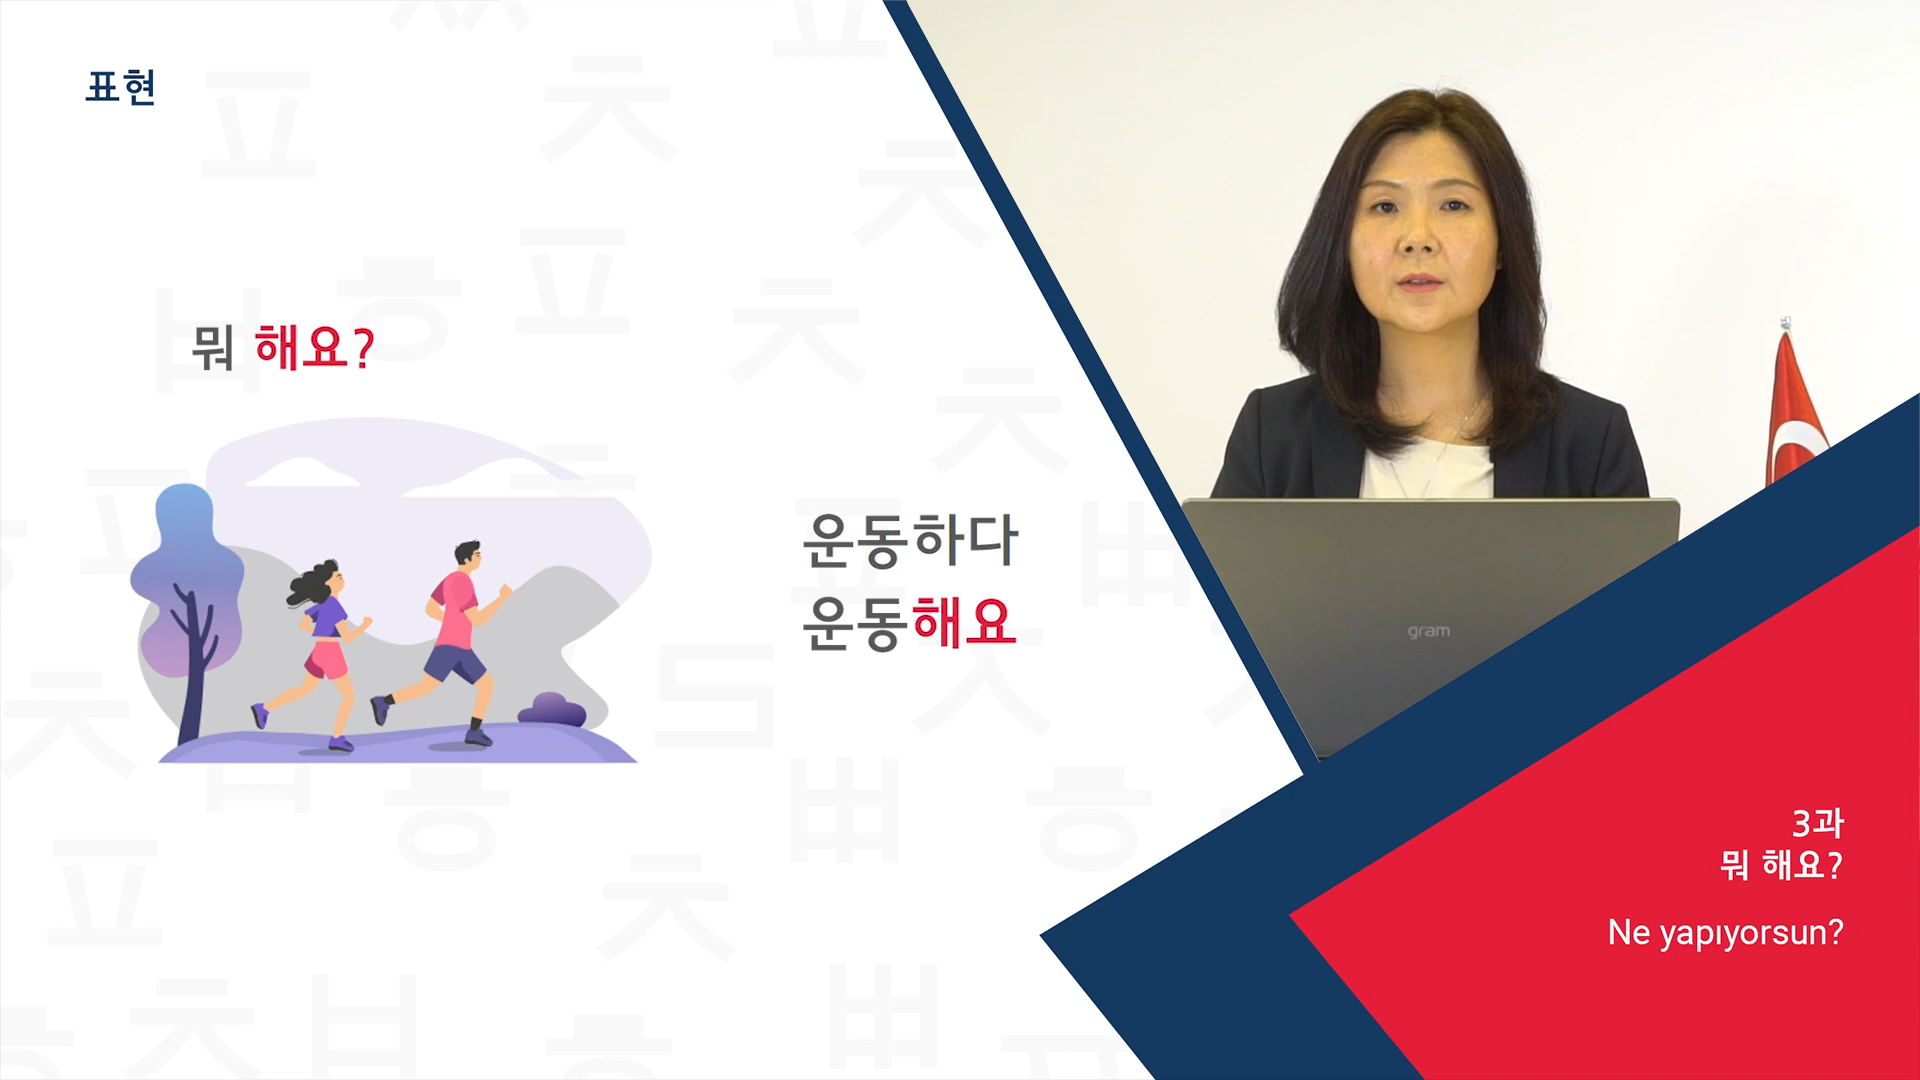 표현
뭐 해요?
운동하다
운동해요
gram
3과
뭐 해요?
Ne yapıyorsun?